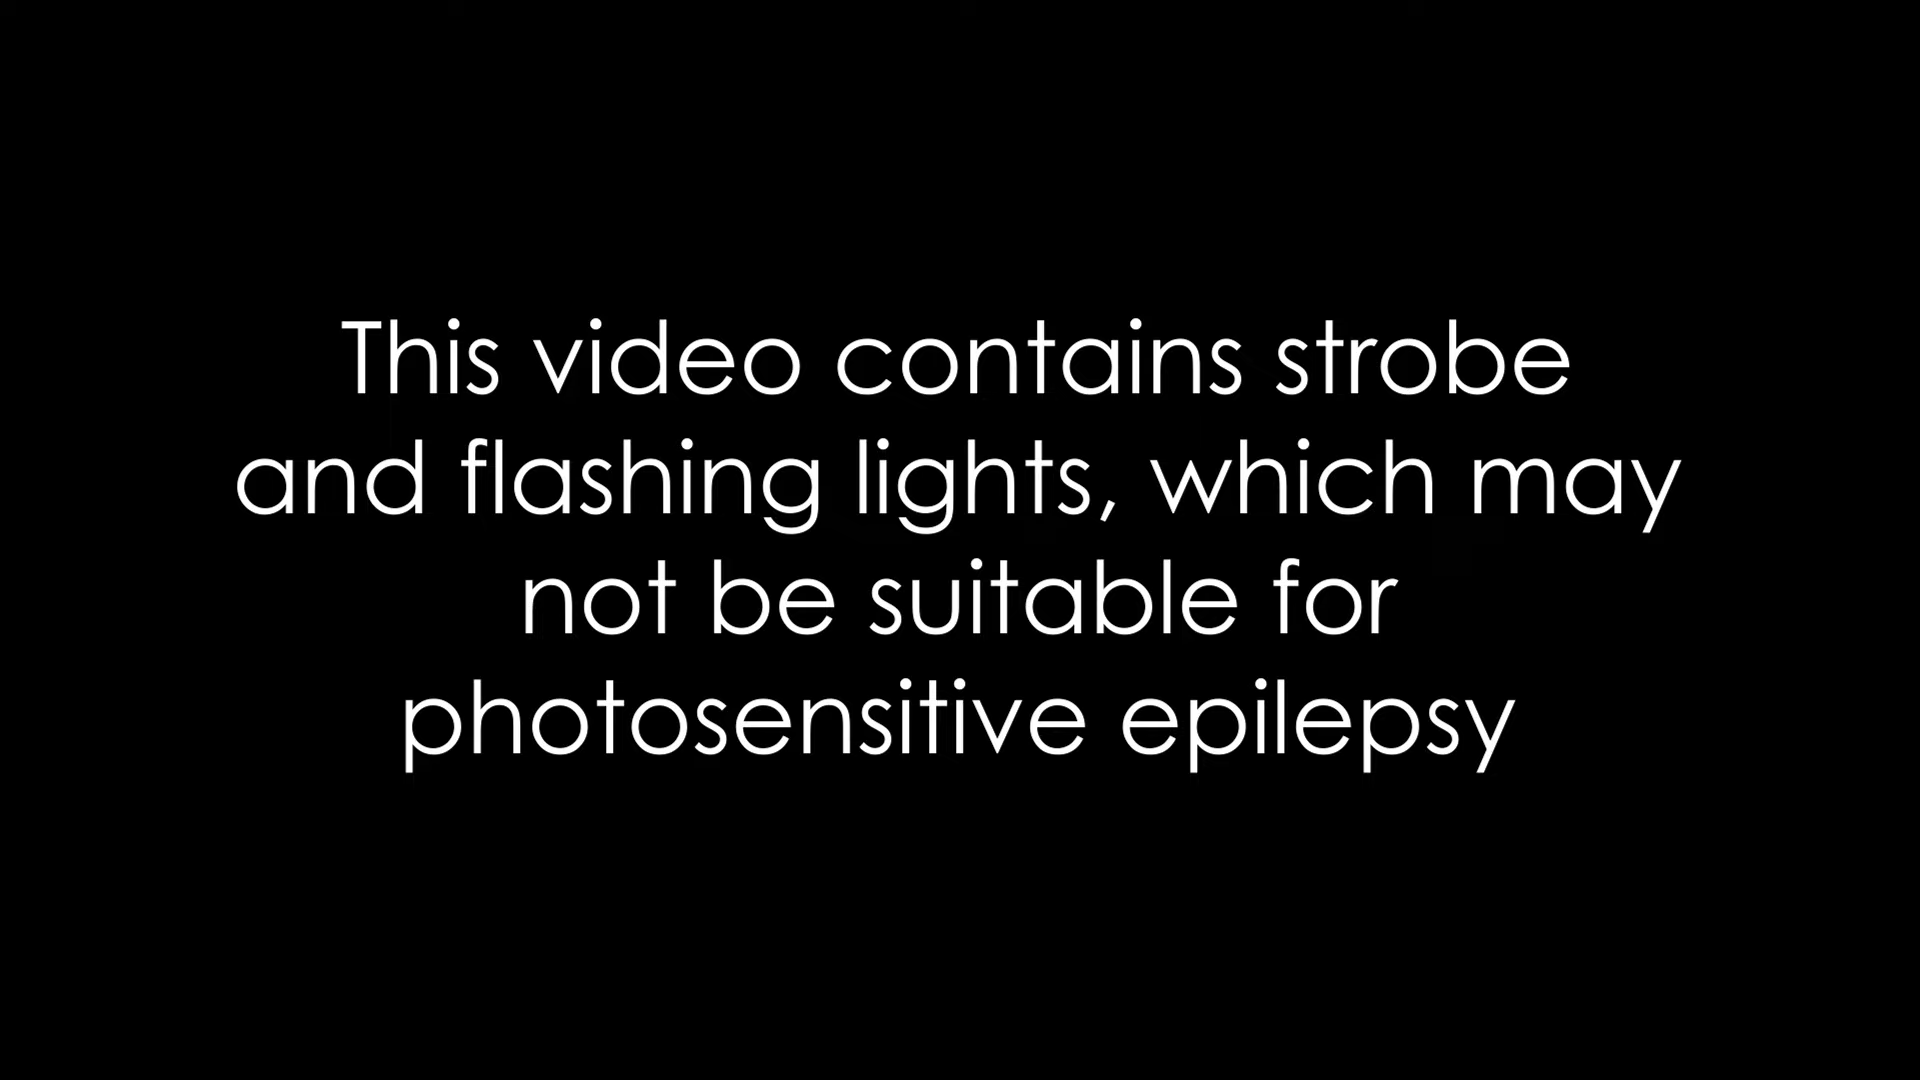 This video contains strobe
and flashing lights, which may
not be suitable for
photosensitive epilepsy